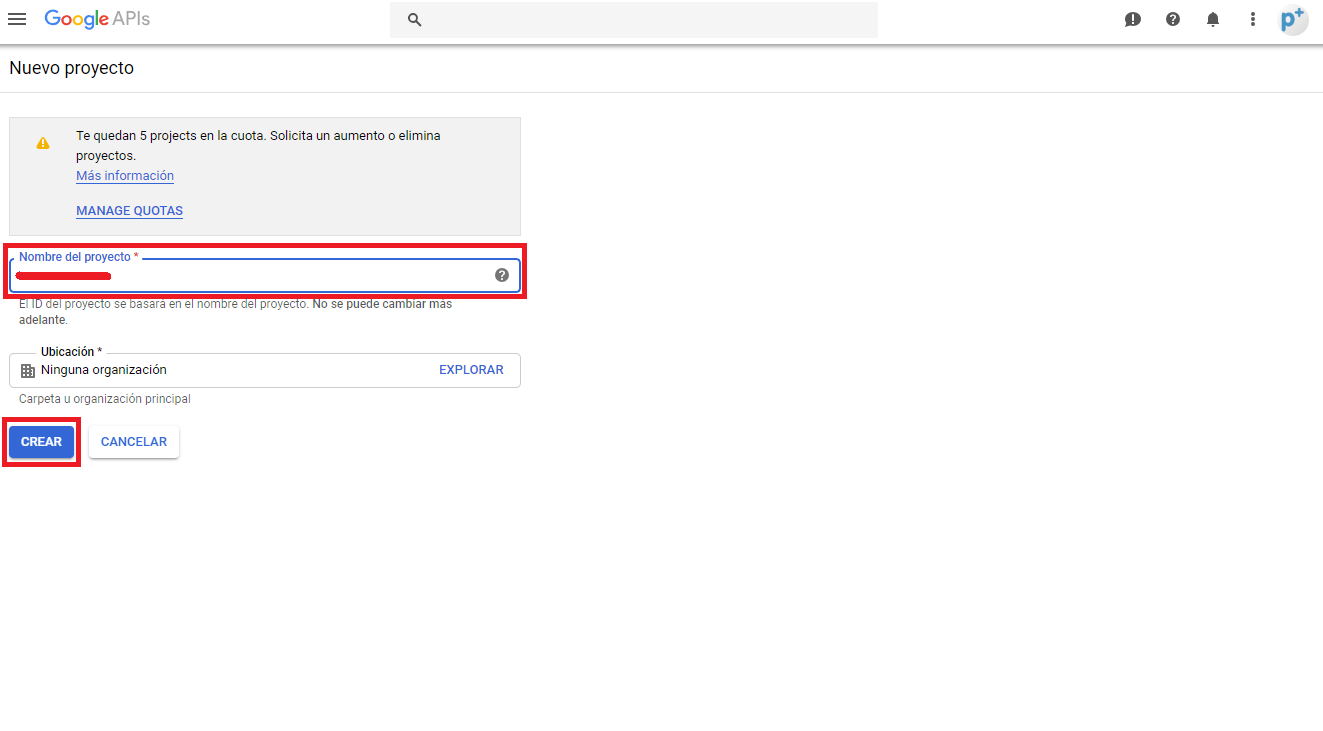 Google APIs
p+
Nuevo proyecto
Te quedan 5 projects en la cuota. Solicita un aumento o elimina
proyectos.
Más información
MANAGE QUOTAS
Nombre del proyecto *
El ID del proyecto se basará en el nombre del proyecto. No se puede cambiar más
adelante.
Ubicación *
Ninguna organización
EXPLORAR
Carpeta u organización principal
CREAR
CANCELAR